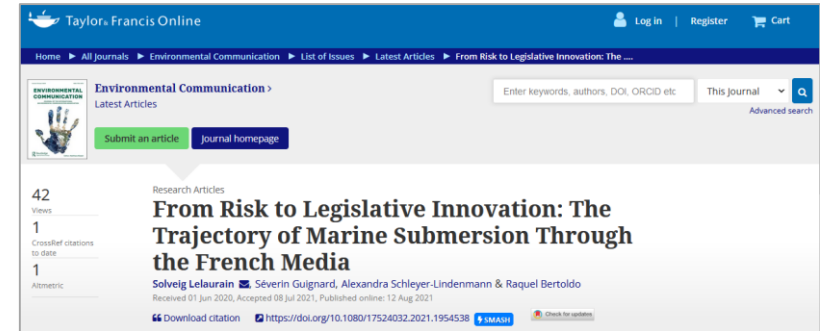 Taylor & Francis Online
Log in | Register Cart
Home ▶ All Journals ▶ Environmental Communication ▶ List of Issues ▶ Latest Articles ▶ From Risk to Legislative Innovation: The ....
ENVIRONMENTAL
COMMUNICATION
Environmental Communication >
Latest Articles
Enter keywords, authors, DOI, ORCID etc
This Journal
Advanced search
Submit an article
Journal homepage
42
Views
1
CrossRef citations
to date
1
Altmetric
Research Articles
From Risk to Legislative Innovation: The
Trajectory of Marine Submersion Through
the French Media
Solveig Lelaurain, Séverin Guignard, Alexandra Schleyer-Lindenmann & Raquel Bertoldo
Received 01 Jun 2020, Accepted 08 Jul 2021, Published online: 12 Aug 2021
Download citation https://doi.org/10.1080/17524032.2021.1954538 SMASH Check for updates